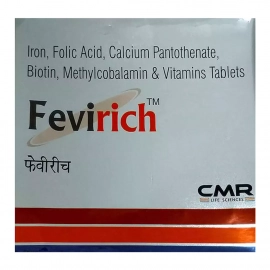 Iron, Folic Acid, Calcium Pantothenate,
Biotin, Methylcobalamin & Vitamins Tablets
Fevirich™
फेवीरीच
CMR
LIFE SCIENCES